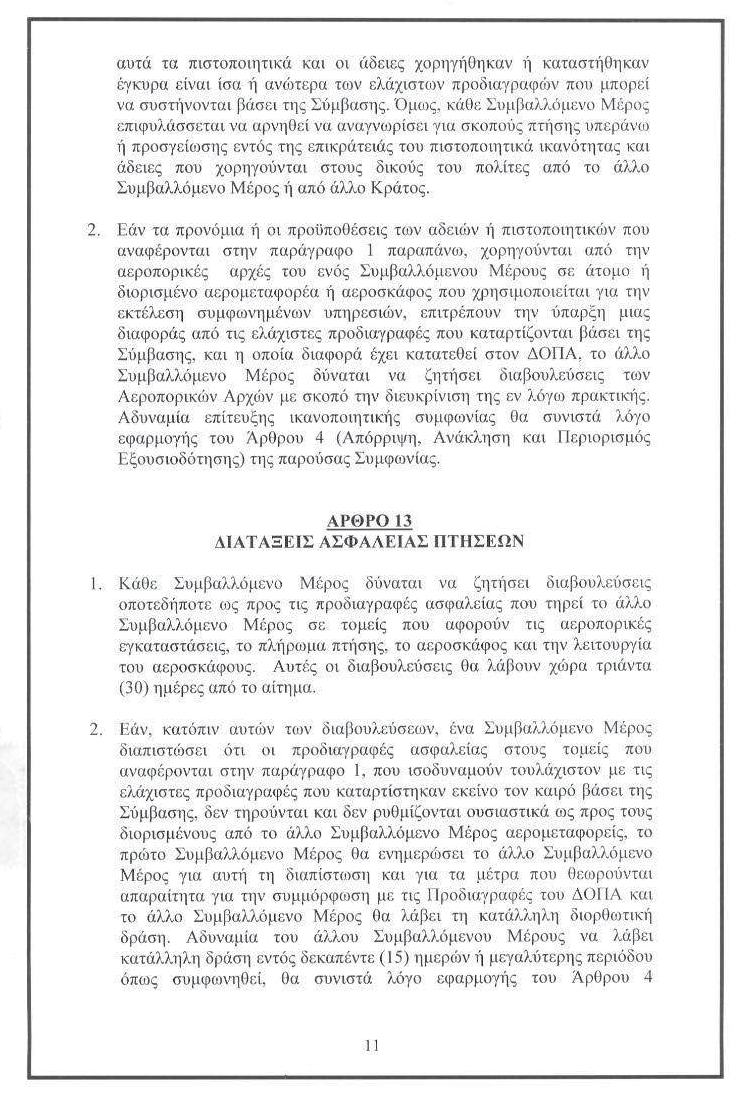 αυτά τα πιστοποιητικά και οι άδειες χορηγήθηκαν ή καταστήθηκαν
έγκυρα είναι ίσα ή ανώτερα των ελάχιστων προδιαγραφών που μπορεί
να συστήνονται βάσει της Σύμβασης. Όμως, κάθε Συμβαλλόμενο Μέρος
επιφυλάσσεται να αρνηθεί να αναγνωρίσει για σκοπούς πτήσης υπεράνω
ή προσγείωσης εντός της επικράτειάς του πιστοποιητικά ικανότητας και
άδειες που χορηγούνται στους δικούς του πολίτες από το άλλο
Συμβαλλόμενο Μέρος ή από άλλο Κράτος.
2. Εάν τα προνόμια ή οι προϋποθέσεις των αδειών ή πιστοποιητικών που
αναφέρονται στην παράγραφο 1 παραπάνω, χορηγούνται από την
αεροπορικές αρχές του ενός Συμβαλλόμενου Μέρους σε άτομο ή
διορισμένο αερομεταφορέα ή αεροσκάφος που χρησιμοποιείται για την
εκτέλεση συμφωνημένων υπηρεσιών, επιτρέπουν την ύπαρξη μιας
διαφοράς από τις ελάχιστες προδιαγραφές που καταρτίζονται βάσει της
Σύμβασης, και η οποία διαφορά έχει κατατεθεί στον ΔΟΠΑ, το άλλο
Συμβαλλόμενο Μέρος δύναται να ζητήσει διαβουλεύσεις των
Αεροπορικών Αρχών με σκοπό την διευκρίνιση της εν λόγω πρακτικής.
Αδυναμία επίτευξης ικανοποιητικής συμφωνίας θα συνιστά λόγο
εφαρμογής του Άρθρου 4 (Απόρριψη, Ανάκληση και Περιορισμός
Εξουσιοδότησης) της παρούσας Συμφωνίας.
ΑΡΘΡΟ 13
ΔΙΑΤΑΞΕΙΣ ΑΣΦΑΛΕΙΑΣ ΠΤΗΣΕΩΝ
1. Κάθε Συμβαλλόμενο Μέρος δύναται να ζητήσει διαβουλεύσεις
οποτεδήποτε ως προς τις προδιαγραφές ασφαλείας που τηρεί το άλλο
Συμβαλλόμενο Μέρος σε τομείς που αφορούν τις αεροπορικές
εγκαταστάσεις, το πλήρωμα πτήσης, το αεροσκάφος και την λειτουργία
του αεροσκάφους. Αυτές οι διαβουλεύσεις θα λάβουν χώρα τριάντα
(30) ημέρες από το αίτημα.
2. Εάν, κατόπιν αυτών των διαβουλεύσεων, ένα Συμβαλλόμενο Μέρος
διαπιστώσει ότι οι προδιαγραφές ασφαλείας στους τομείς που
αναφέρονται στην παράγραφο 1, που ισοδυναμούν τουλάχιστον με τις
ελάχιστες προδιαγραφές που καταρτίστηκαν εκείνο τον καιρό βάσει της
Σύμβασης, δεν τηρούνται και δεν ρυθμίζονται ουσιαστικά ως προς τους
διορισμένους από το άλλο Συμβαλλόμενο Μέρος αερομεταφορείς, το
πρώτο Συμβαλλόμενο Μέρος θα ενημερώσει το άλλο Συμβαλλόμενο
Μέρος για αυτή τη διαπίστωση και για τα μέτρα που θεωρούνται
απαραίτητα για την συμμόρφωση με τις Προδιαγραφές του ΔΟΠΑ και
το άλλο Συμβαλλόμενο Μέρος θα λάβει τη κατάλληλη διορθωτική
δράση. Αδυναμία του άλλου Συμβαλλόμενου Μέρους να λάβει
κατάλληλη δράση εντός δεκαπέντε (15) ημερών ή μεγαλύτερης περιόδου
όπως συμφωνηθεί, θα συνιστά λόγο εφαρμογής του Άρθρου 4
11